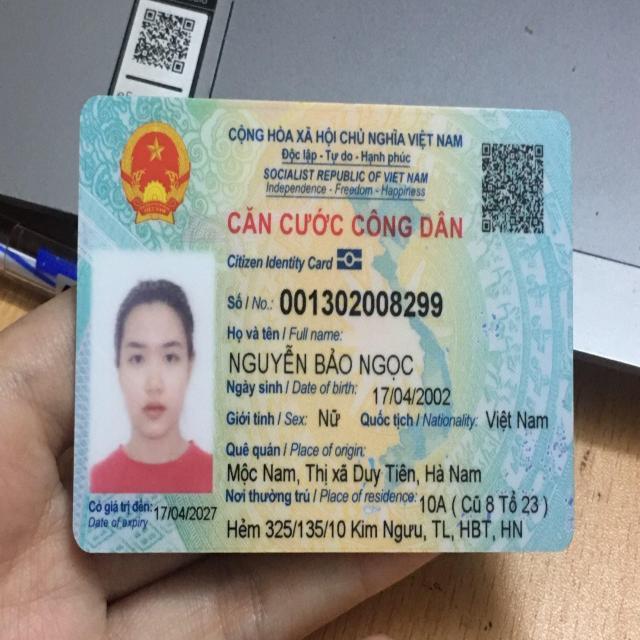 CỘNG HÒA XÃ HỘI CHỦ NGHĨA VIỆT NAM
Độc lập - Tự do - Hạnh phúc
SOCIALIST REPUBLIC OF VIET NAM
Independence - Freedom - Happiness
CĂN CƯỚC CÔNG DÂN
Citizen Identity Card
Số / No.: 001302008299
Họ và tên / Full name:
NGUYỄN BẢO NGỌC
Ngày sinh / Date of birth: 17/04/2002
Giới tính / Sex: Nữ Quốc tịch / Nationality: Việt Nam
Quê quán / Place of origin:
Mộc Nam, Thị xã Duy Tiên, Hà Nam
Nơi thường trú / Place of residence: 10A ( Cũ 8 Tổ 23 )
Hẻm 325/135/10 Kim Ngưu, TL, HBT, HN
Có giá trị đến: 17/04/2027
Date of expiry